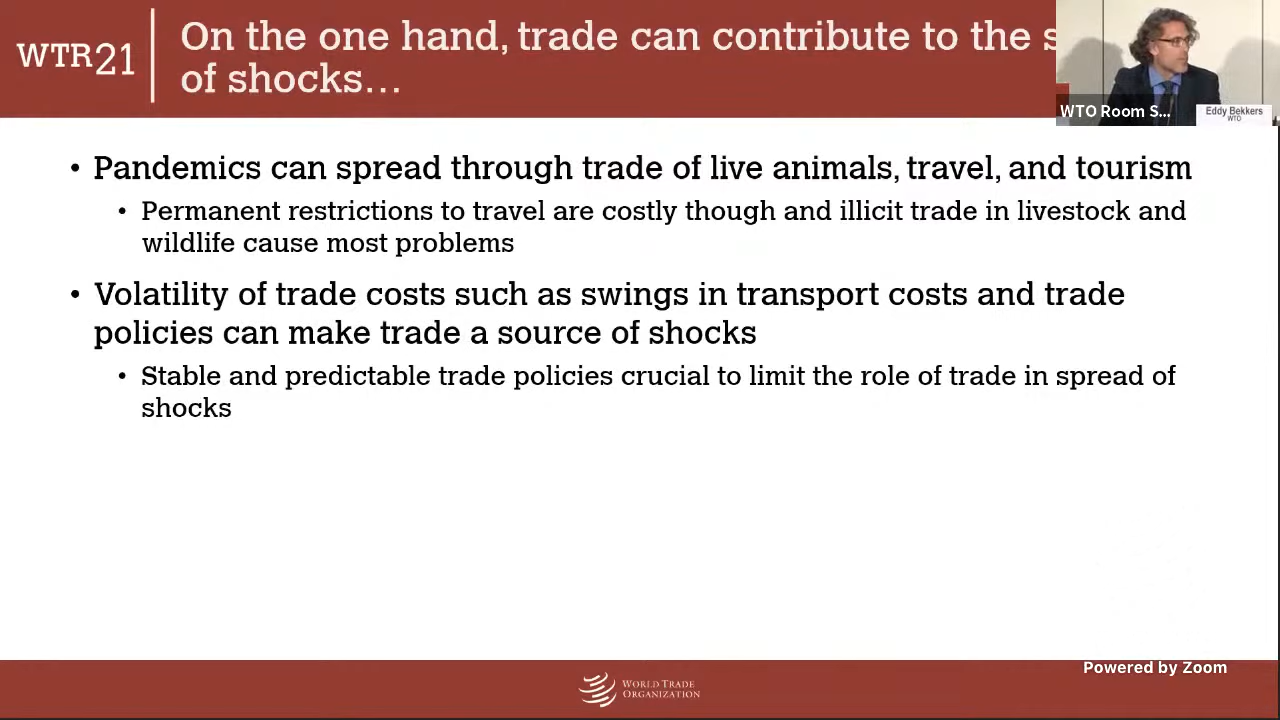 WTR21
On the one hand, trade can contribute to the
of shocks...
WTO Room S...
Eddy Bekkers
WTO
• Pandemics can spread through trade of live animals, travel, and tourism
• Permanent restrictions to travel are costly though and illicit trade in livestock and
wildlife cause most problems
• Volatility of trade costs such as swings in transport costs and trade
policies can make trade a source of shocks
• Stable and predictable trade policies crucial to limit the role of trade in spread of
shocks
Powered by Zoom
WORLD TRADE
ORGANIZATION